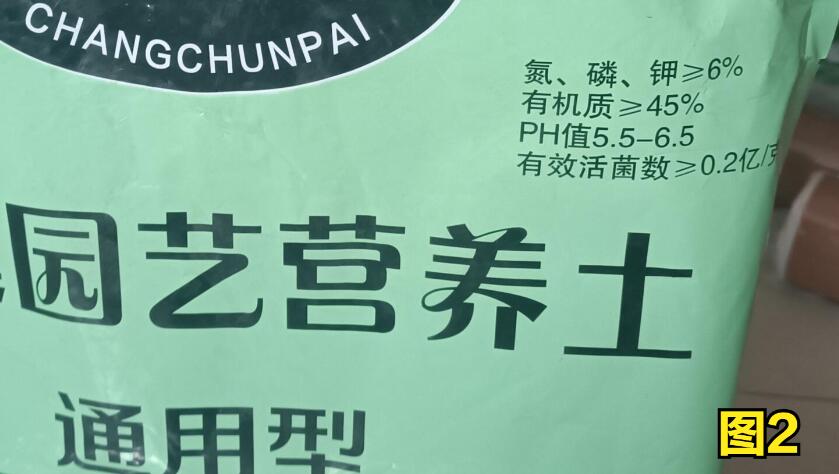 CHANGCHUNPAI
氮、磷、钾≥6%
有机质≥45%
PH值5.5-6.5
有效活菌数≥0.2亿/克
园艺营养土
通用型
图2